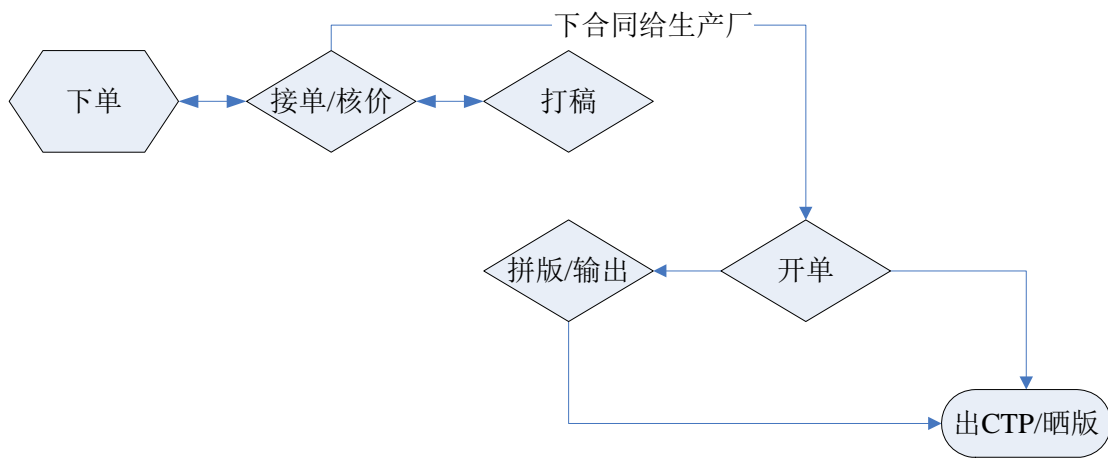 下合同给生产厂
下单
接单/核价
打稿
拼版/输出
开单
出CTP/晒版